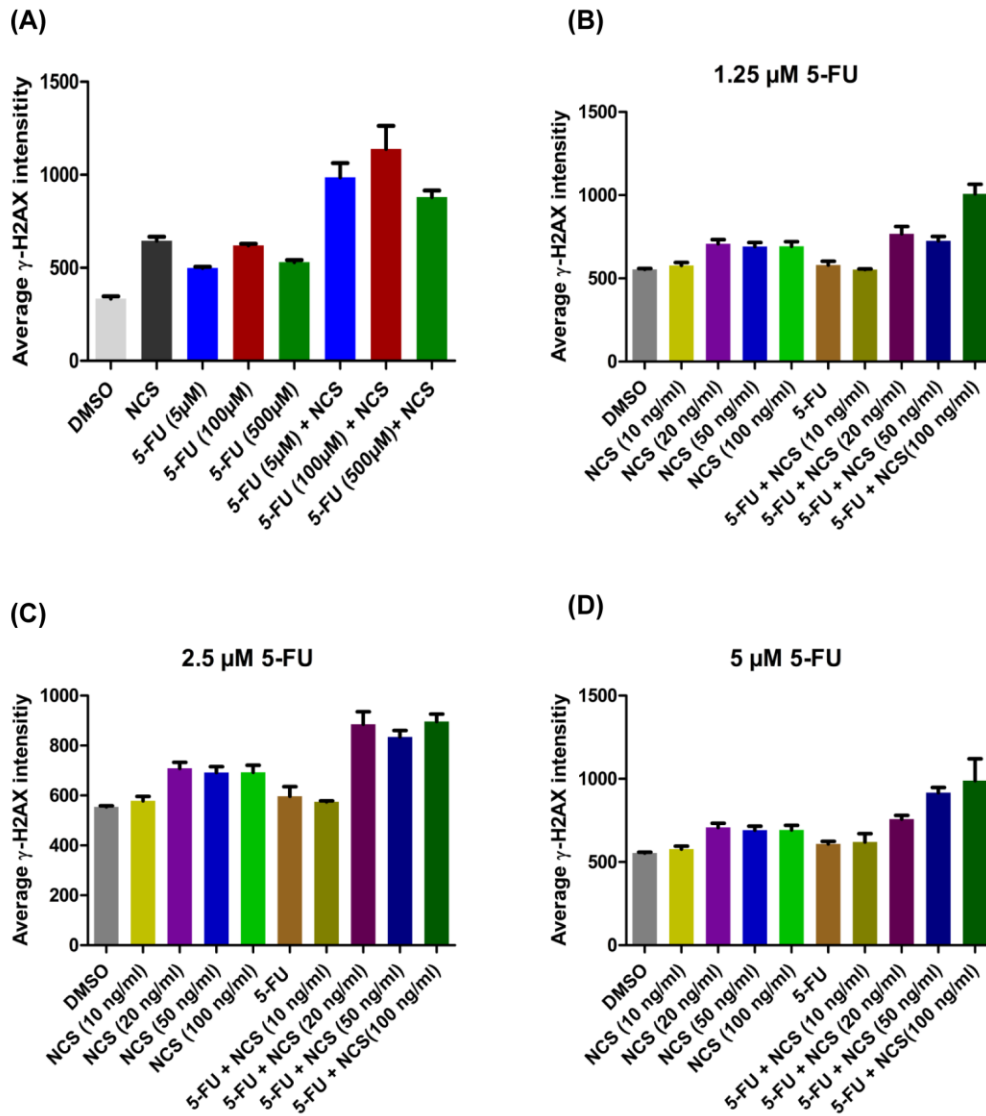 (A)
Average γ-H2AX intensitity
1500
1000
500
0
DMSO
NCS
5-FU (5µM)
5-FU (100µM)
5-FU (500µM)
5-FU (5µM) + NCS
5-FU (100µM) + NCS
5-FU (500µM)+ NCS
(B)
1.25 µM 5-FU
Average γ-H2AX intensitiy
1500
1000
500
0
DMSO
NCS (10 ng/ml)
NCS (20 ng/ml)
NCS (50 ng/ml)
NCS (100 ng/ml)
5-FU
5-FU + NCS (10 ng/ml)
5-FU + NCS (20 ng/ml)
5-FU + NCS (50 ng/ml)
5-FU + NCS(100 ng/ml)
(C)
2.5 µM 5-FU
Average γ-H2AX intensitiy
1000
800
600
400
200
0
DMSO
NCS (10 ng/ml)
NCS (20 ng/ml)
NCS (50 ng/ml)
NCS (100 ng/ml)
5-FU
5-FU + NCS (10 ng/ml)
5-FU + NCS (20 ng/ml)
5-FU + NCS (50 ng/ml)
5-FU + NCS(100 ng/ml)
(D)
5 µM 5-FU
Average γ-H2AX intensitiy
1500
1000
500
0
DMSO
NCS (10 ng/ml)
NCS (20 ng/ml)
NCS (50 ng/ml)
NCS (100 ng/ml)
5-FU
5-FU + NCS (10 ng/ml)
5-FU + NCS (20 ng/ml)
5-FU + NCS (50 ng/ml)
5-FU + NCS(100 ng/ml)